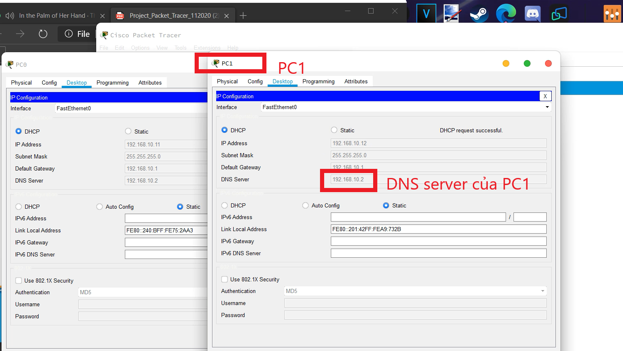 In the Palm of Her Hand
Project_Packet_Tracer_112020 (2
File
Cisco Packet Tracer
PC0
Physical Config Desktop Programming Attributes
IP Configuration
Interface FastEthernet0
DHCP Static
IP Address 192.168.10.11
Subnet Mask 255.255.255.0
Default Gateway 192.168.10.1
DNS Server 192.168.10.2
DHCP Auto Config Static
IPv6 Address
Link Local Address FE80::240:BFF:FE75:2AA3
IPv6 Gateway
IPv6 DNS Server
Use 802.1X Security
Authentication MD5
Username
Password
PC1
PC1
Physical Config Desktop Programming Attributes
IP Configuration X
Interface FastEthernet0
DHCP Static DHCP request successful.
IP Address 192.168.10.12
Subnet Mask 255.255.255.0
Default Gateway 192.168.10.1
DNS Server 192.168.10.2
DNS server của PC1
DHCP Auto Config Static
IPv6 Address /
Link Local Address FE80::201:42FF:FEA9:732B
IPv6 Gateway
IPv6 DNS Server
Use 802.1X Security
Authentication MD5
Username
Password